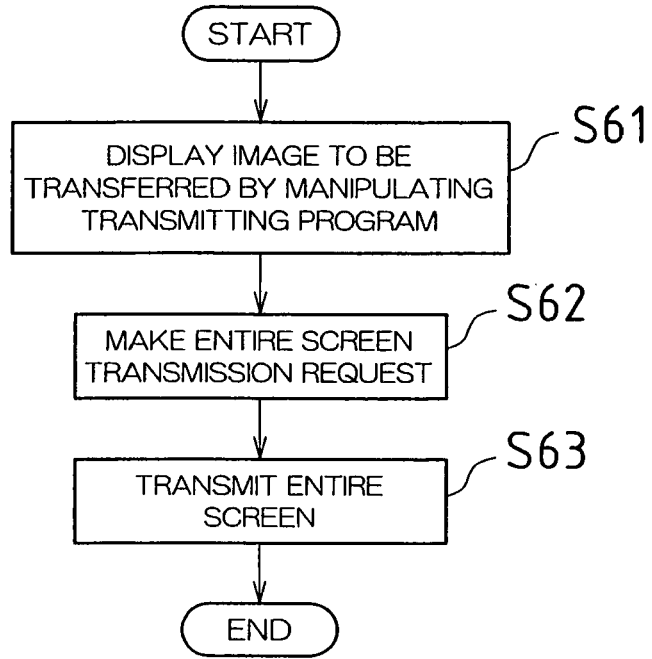 START
DISPLAY IMAGE TO BE
TRANSFERRED BY MANIPULATING
TRANSMITTING PROGRAM
S61
MAKE ENTIRE SCREEN
TRANSMISSION REQUEST
S62
TRANSMIT ENTIRE
SCREEN
S63
END